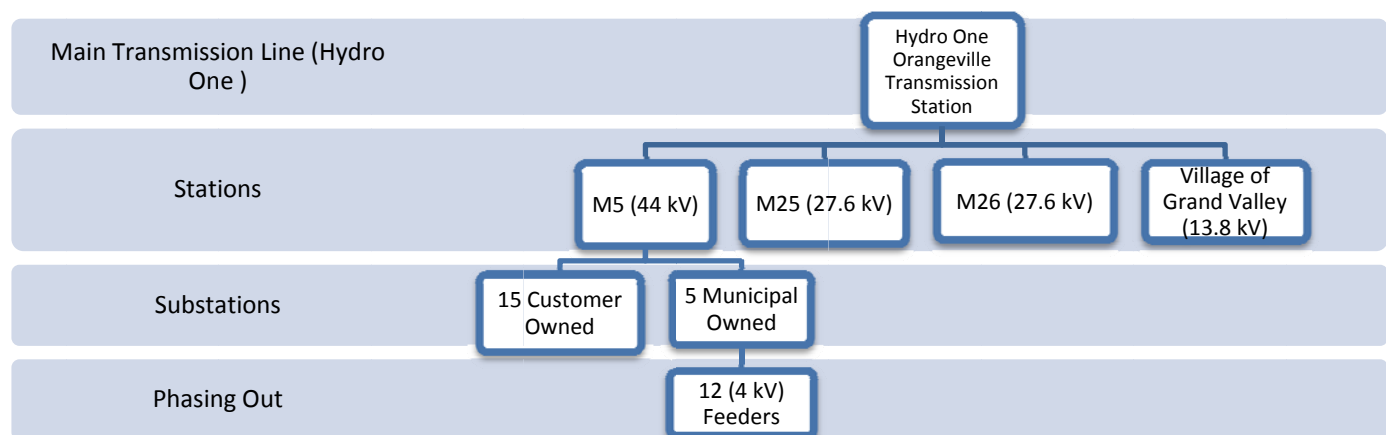 Main Transmission Line (Hydro
One )
Hydro One
Orangeville
Transmission
Station
Stations
M5 (44 kV)
M25 (27.6 kV)
M26 (27.6 kV)
Village of
Grand Valley
(13.8 kV)
Substations
15 Customer
Owned
5 Municipal
Owned
Phasing Out
12 (4 kV)
Feeders